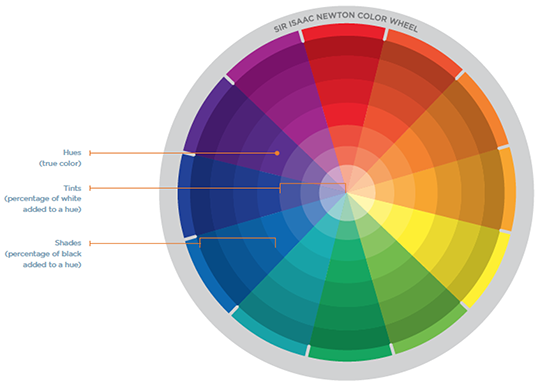 SIR ISAAC NEWTON COLOR WHEEL
Hues
(true color)
Tints
(percentage of white
added to a hue)
Shades
(percentage of black
added to a hue)